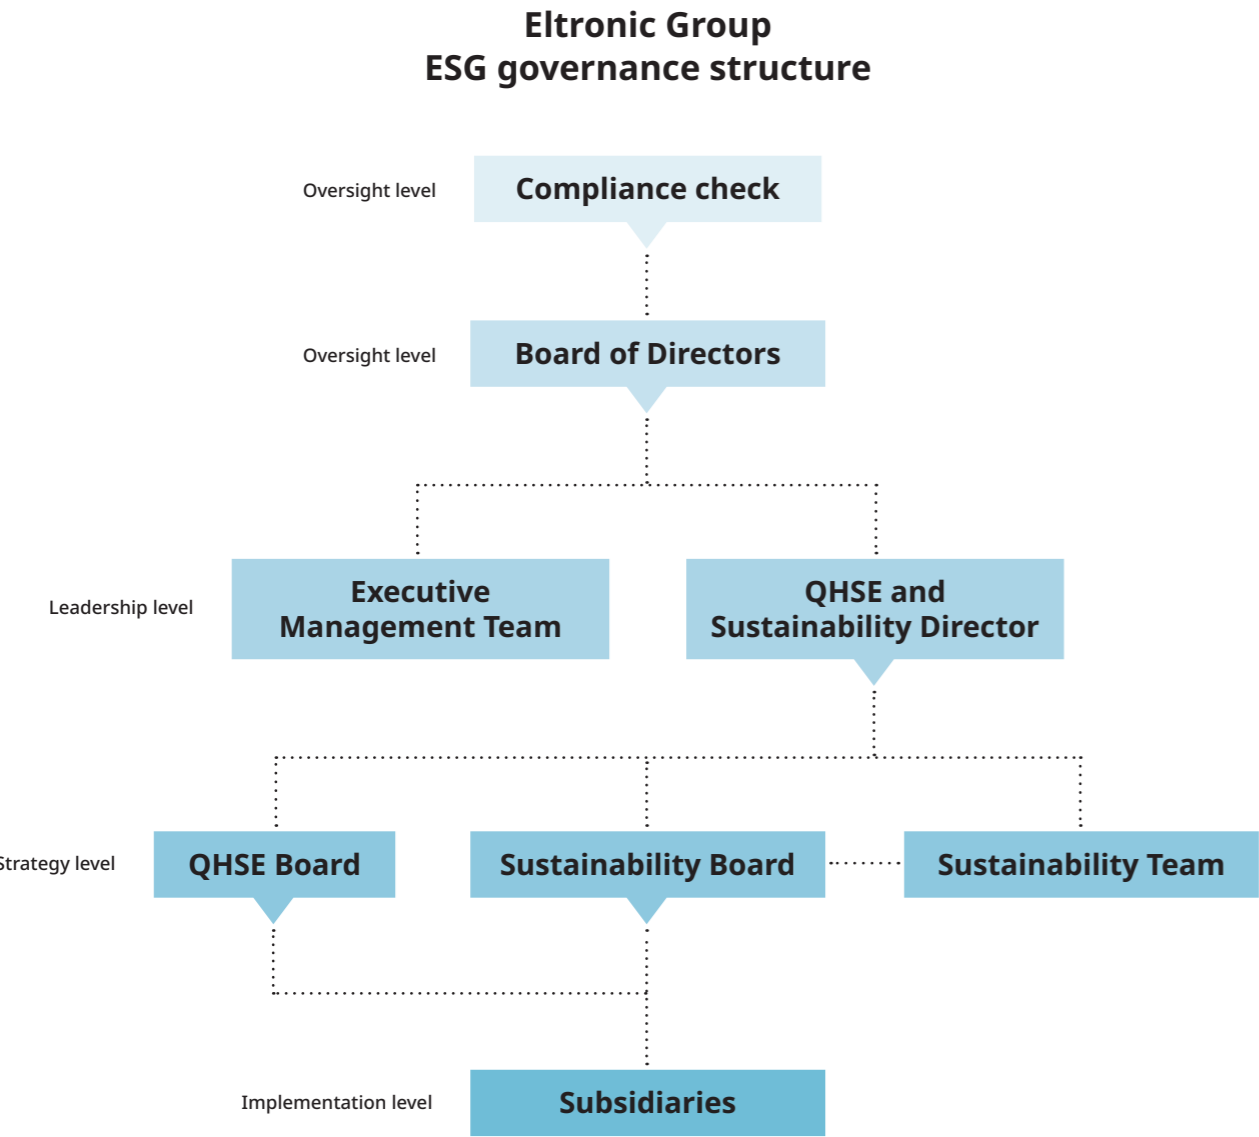 Eltronic Group
ESG governance structure
Oversight level
Compliance check
Oversight level
Board of Directors
Leadership level
Executive
Management Team
QHSE and
Sustainability Director
Strategy level
QHSE Board
Sustainability Board
Sustainability Team
Implementation level
Subsidiaries